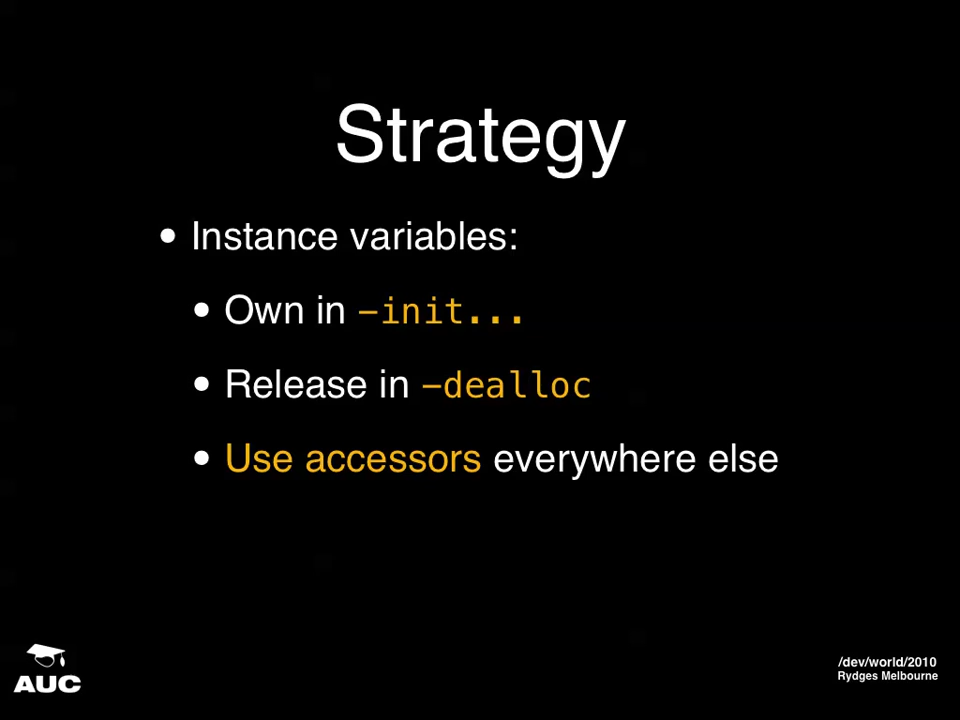 Strategy
• Instance variables:
• Own in -init...
• Release in -dealloc
• Use accessors everywhere else
AUC
/dev/world/2010
Rydges Melbourne